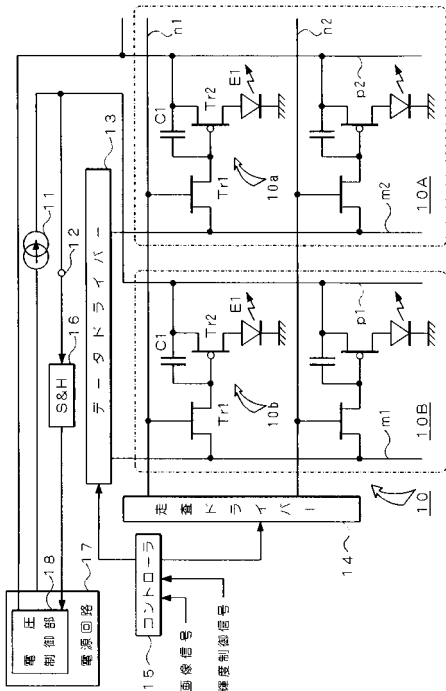 電圧
制御部
18
電源回路
17
S&H
16
12
11
データドライバー
13
コントローラ
15
画像信号
輝度制御信号
走査ドライバー
14
n1
n2
C1
Tr1
Tr2
E1
10b
C1
Tr1
Tr2
E1
10a
m1
p1
10B
m2
p2
10A
10